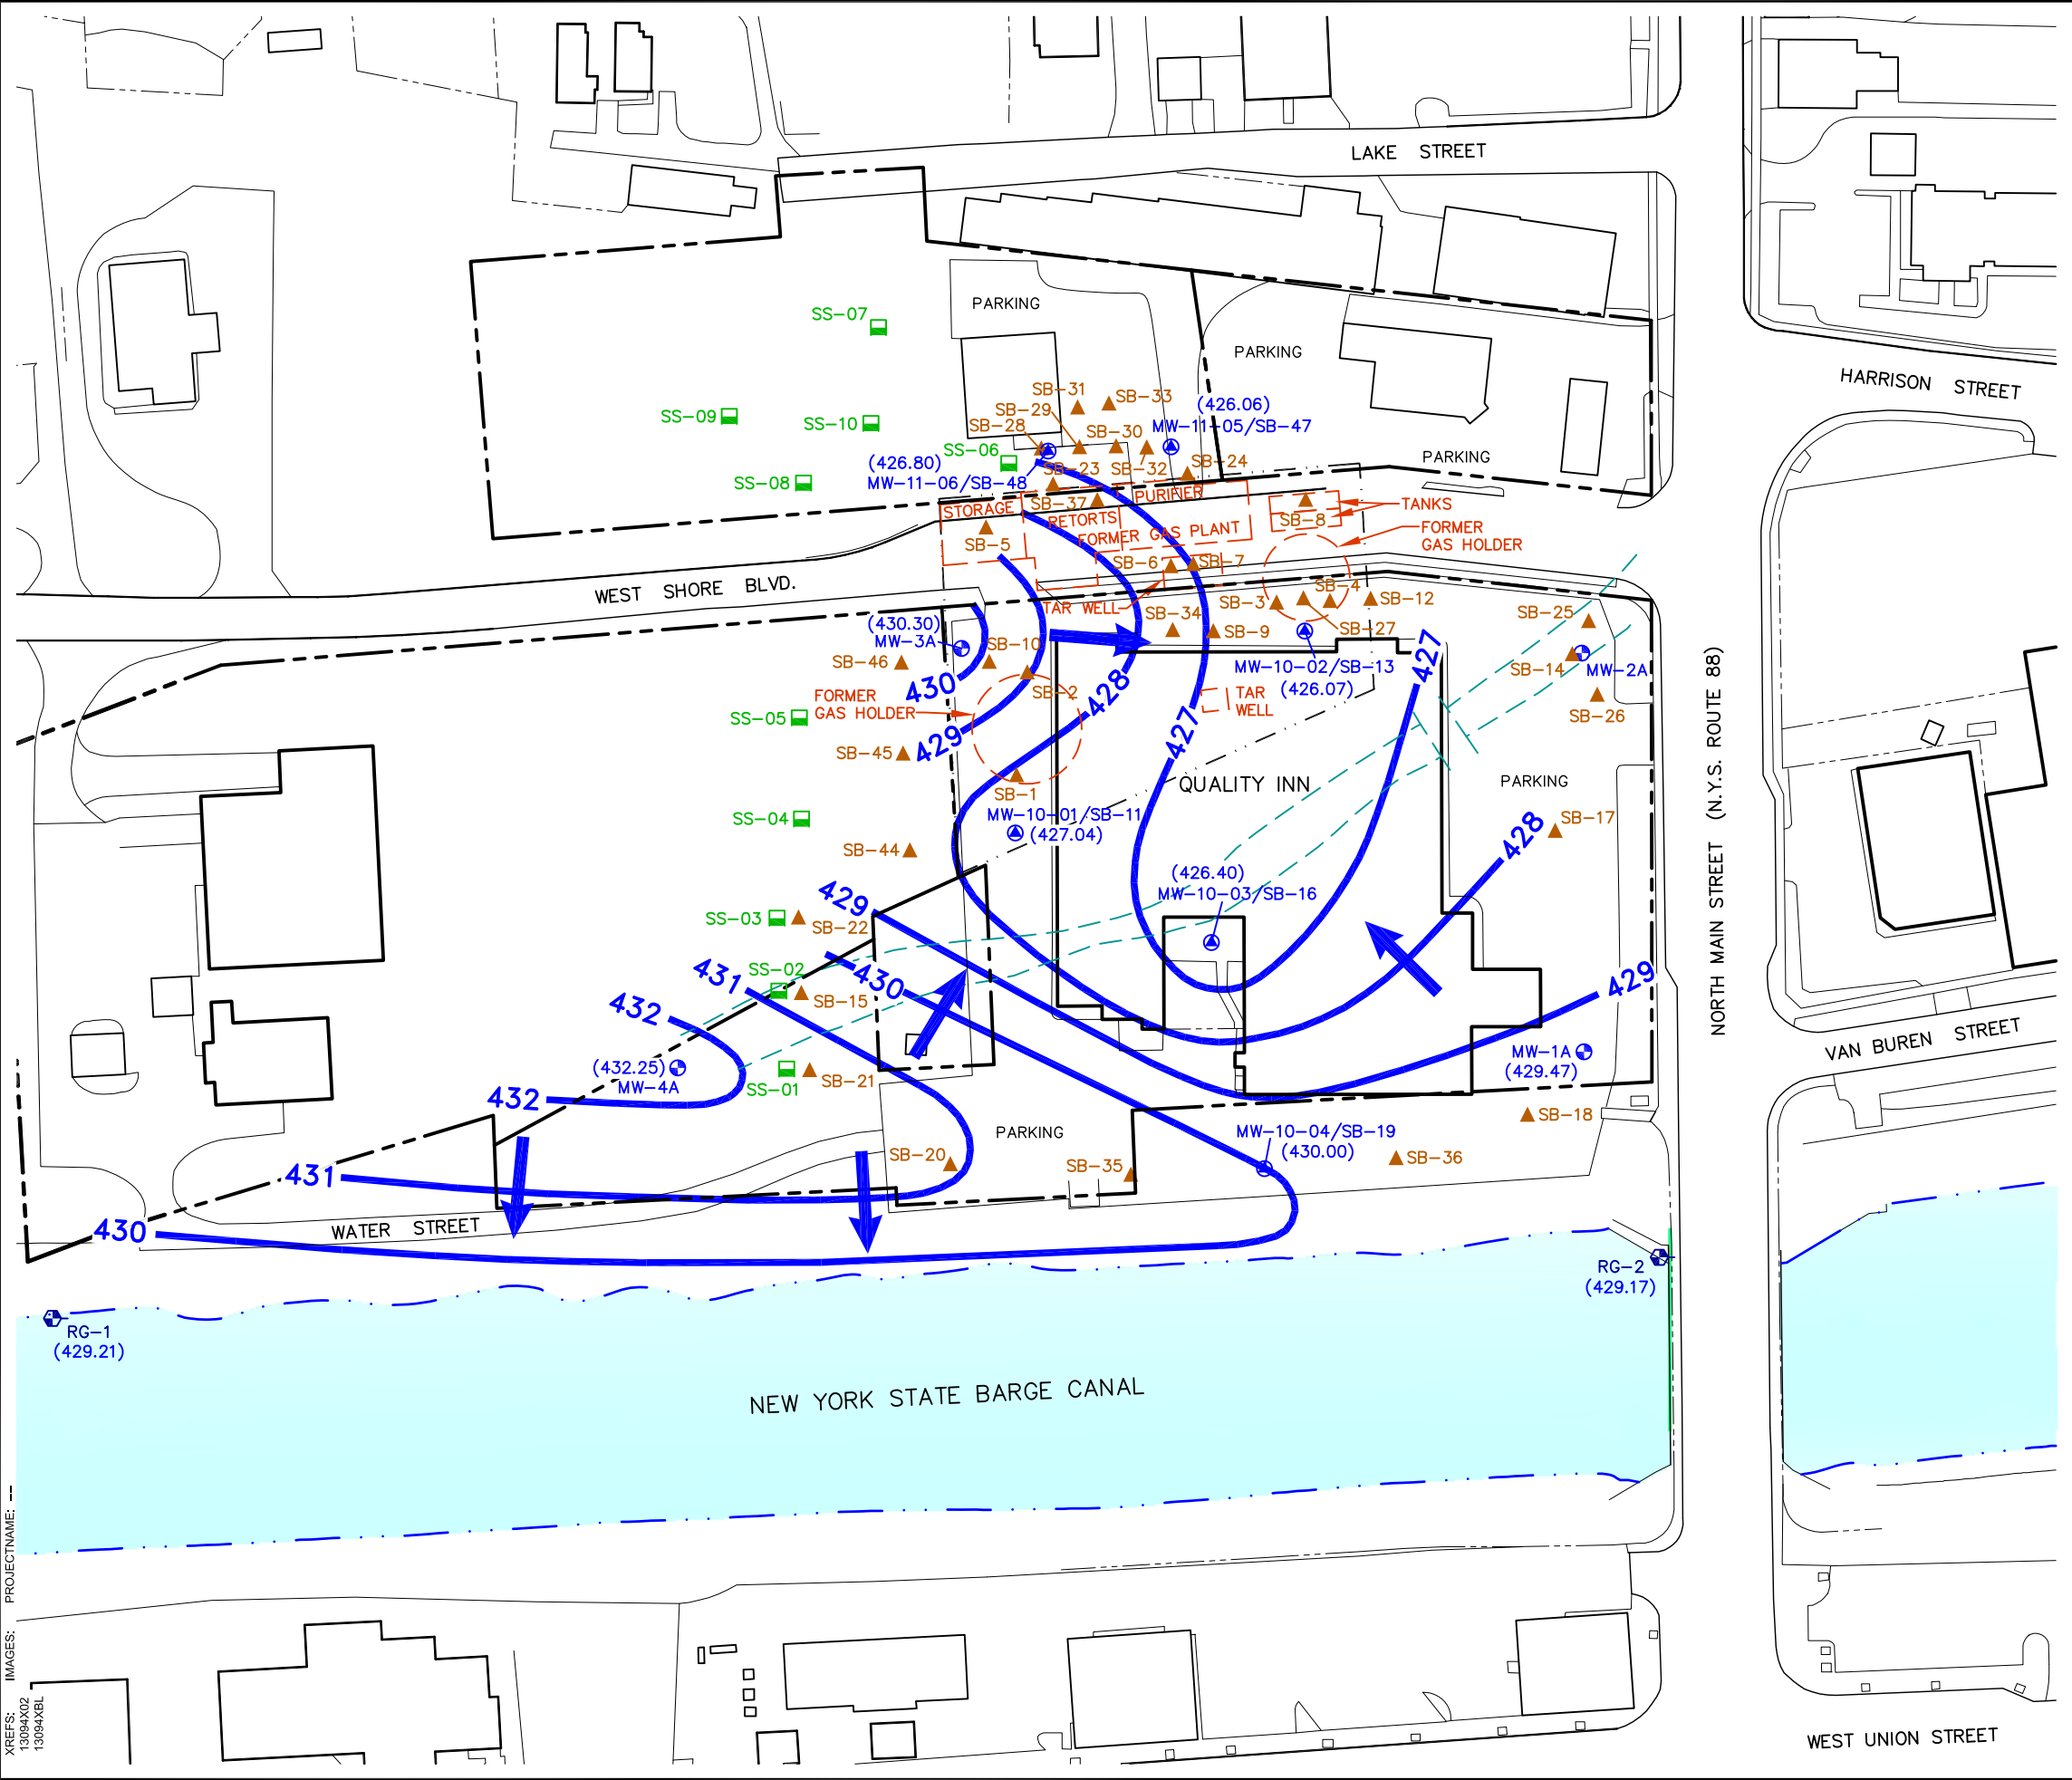 LAKE STREET
PARKING
SS-07
PARKING
HARRISON STREET
SB-31
SB-33
(426.06)
SS-09
SB-29
SS-10
SB-28
SB-30
MW-11-05/SB-47
SS-06
PARKING
(426.80)
SB-23
SB-32
SB-24
SS-08
MW-11-06/SB-48
PURIFIER
SB-37
STORAGE
TANKS
RETORTS
SB-8
FORMER
GAS HOLDER
FORMER GAS PLANT
SB-5
SB-6
SB-7
WEST SHORE BLVD.
SB-4
SB-3
SB-12
TAR WELL
SB-34
SB-25
(430.30)
MW-3A
SB-9
SB-27
SB-10
427
SB-46
MW-10-02/SB-13
(426.07)
SB-14
MW-2A
430
SB-2
428
FORMER
GAS HOLDER
TAR
WELL
SS-05
SB-26
429
427
SB-45
QUALITY INN
PARKING
SB-1
MW-10-01/SB-11
(427.04)
SS-04
SB-17
428
SB-44
NORTH MAIN STREET (N.Y.S. ROUTE 88)
(426.40)
MW-10-03/SB-16
429
SS-03
SB-22
431
SS-02
430
429
SB-15
432
VAN BUREN STREET
(432.25)
MW-4A
MW-1A
(429.47)
SS-01
SB-21
432
SB-18
PARKING
MW-10-04/SB-19
(430.00)
SB-20
SB-35
SB-36
431
430
WATER STREET
RG-2
(429.17)
RG-1
(429.21)
NEW YORK STATE BARGE CANAL
WEST UNION STREET
XREFS: IMAGES: PROJECTNAME: --
13094X02
13094XBL